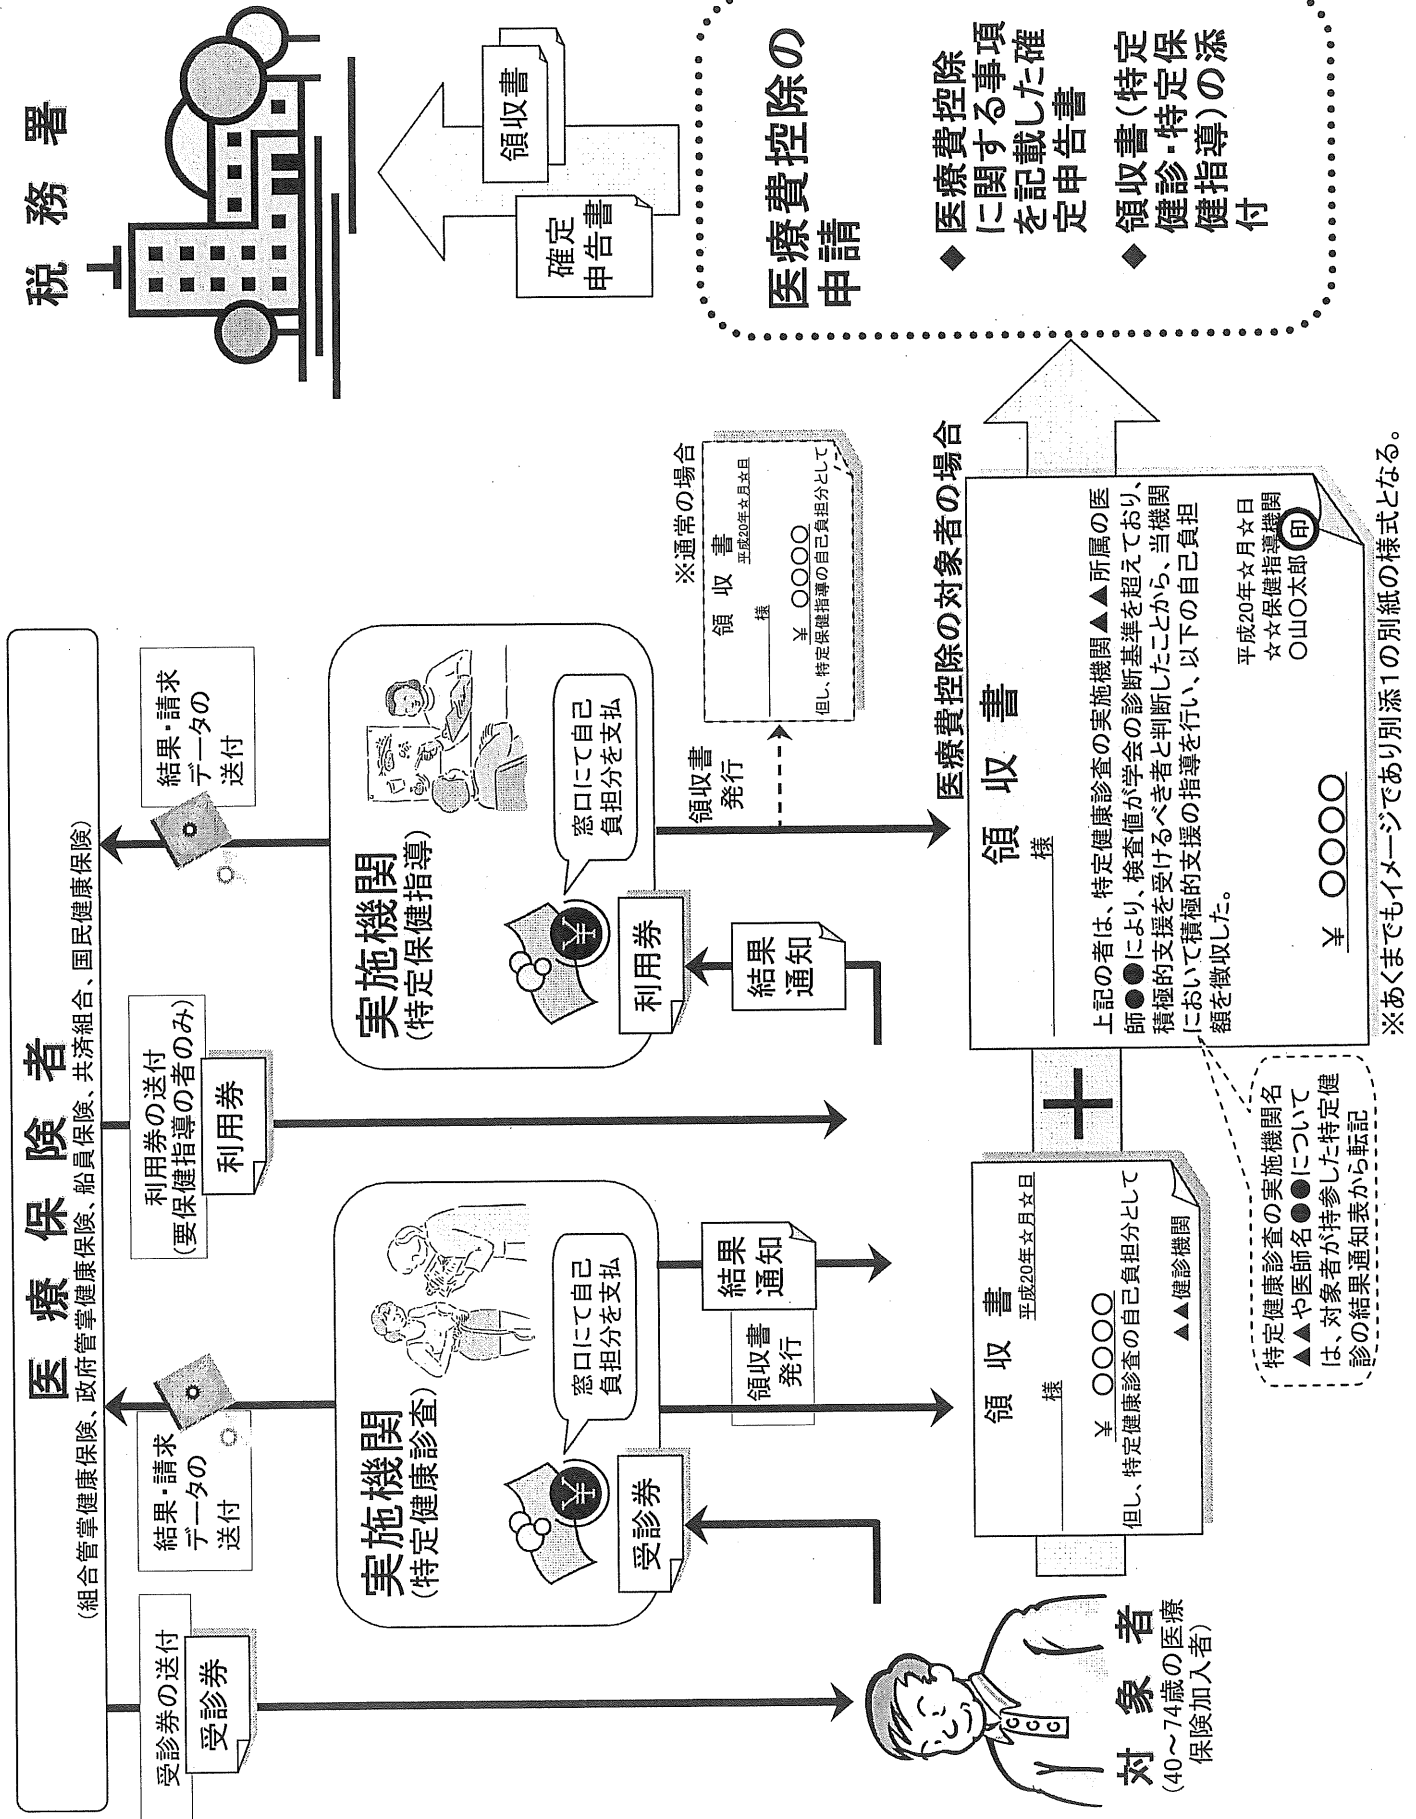 医療保険者
(組合管掌健康保険、政府管掌健康保険、船員保険、共済組合、国民健康保険)
受診券の送付
受診券
結果・請求
データの
送付
利用券の送付
(要保健指導の者のみ)
利用券
結果・請求
データの
送付
実施機関
(特定健康診査)
窓口にて自己
負担分を支払
受診券
領収書
発行
結果
通知
実施機関
(特定保健指導)
窓口にて自己
負担分を支払
利用券
結果
通知
領収書
発行
※通常の場合
領収書
平成20年☆月☆日
様
¥ ○○○○
但し、特定保健指導の自己負担分として
対象者
(40~74歳の医療
保険加入者)
領収書
平成20年☆月☆日
様
¥ ○○○○
但し、特定健康診査の自己負担分として
▲▲健診機関
+
特定健康診査の実施機関名
▲▲や医師名●●について
は、対象者が持参した特定健
診の結果通知表から転記
医療費控除の対象者の場合
領収書
様
上記の者は、特定健康診査の実施機関▲▲所属の医
師●●により、検査値が学会の診断基準を超えており、
積極的支援を受けるべき者と判断したことから、当機関
において積極的支援の指導を行い、以下の自己負担
額を徴収した。
平成20年☆月☆日
☆☆保健指導機関
○山○太郎 印
¥ ○○○○
※あくまでもイメージであり別添1の別紙の様式となる。
税務署
確定
申告書
領収書
医療費控除の
申請
◆ 医療費控除
に関する事項
を記載した確
定申告書
◆ 領収書(特定
健診・特定保
健指導)の添
付